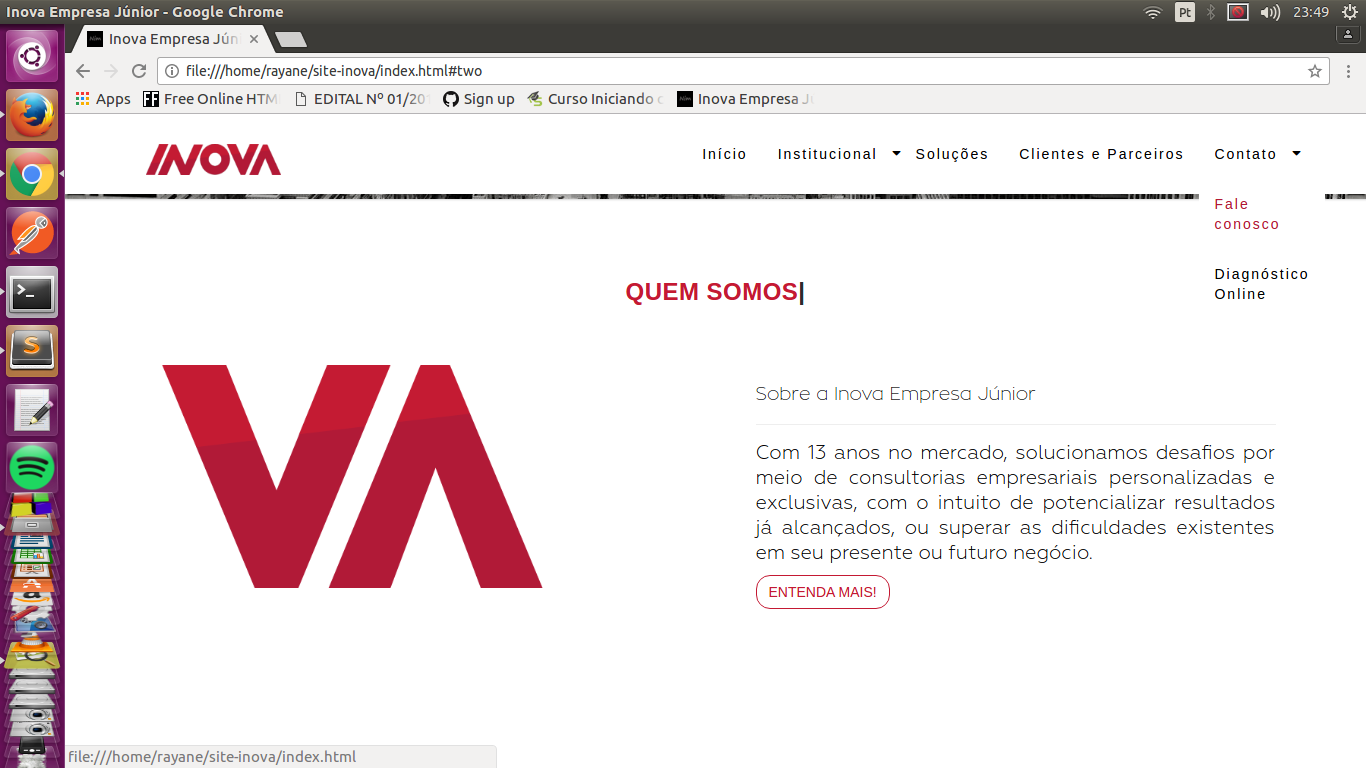 Inova Empresa Júnior - Google Chrome
Pt
23:49
Inova Empresa Júni
file:///home/rayane/site-inova/index.html#two
Apps
Free Online HTM
EDITAL Nº 01/20
Sign up
Curso Iniciando
Inova Empresa
INOVA
Início
Institucional
Soluções
Clientes e Parceiros
Contato
Fale
conosco
Diagnóstico
Online
QUEM SOMOS|
Sobre a Inova Empresa Júnior
Com 13 anos no mercado, solucionamos desafios por
meio de consultorias empresariais personalizadas e
exclusivas, com o intuito de potencializar resultados
já alcançados, ou superar as dificuldades existentes
em seu presente ou futuro negócio.
ENTENDA MAIS!
file:///home/rayane/site-inova/index.html